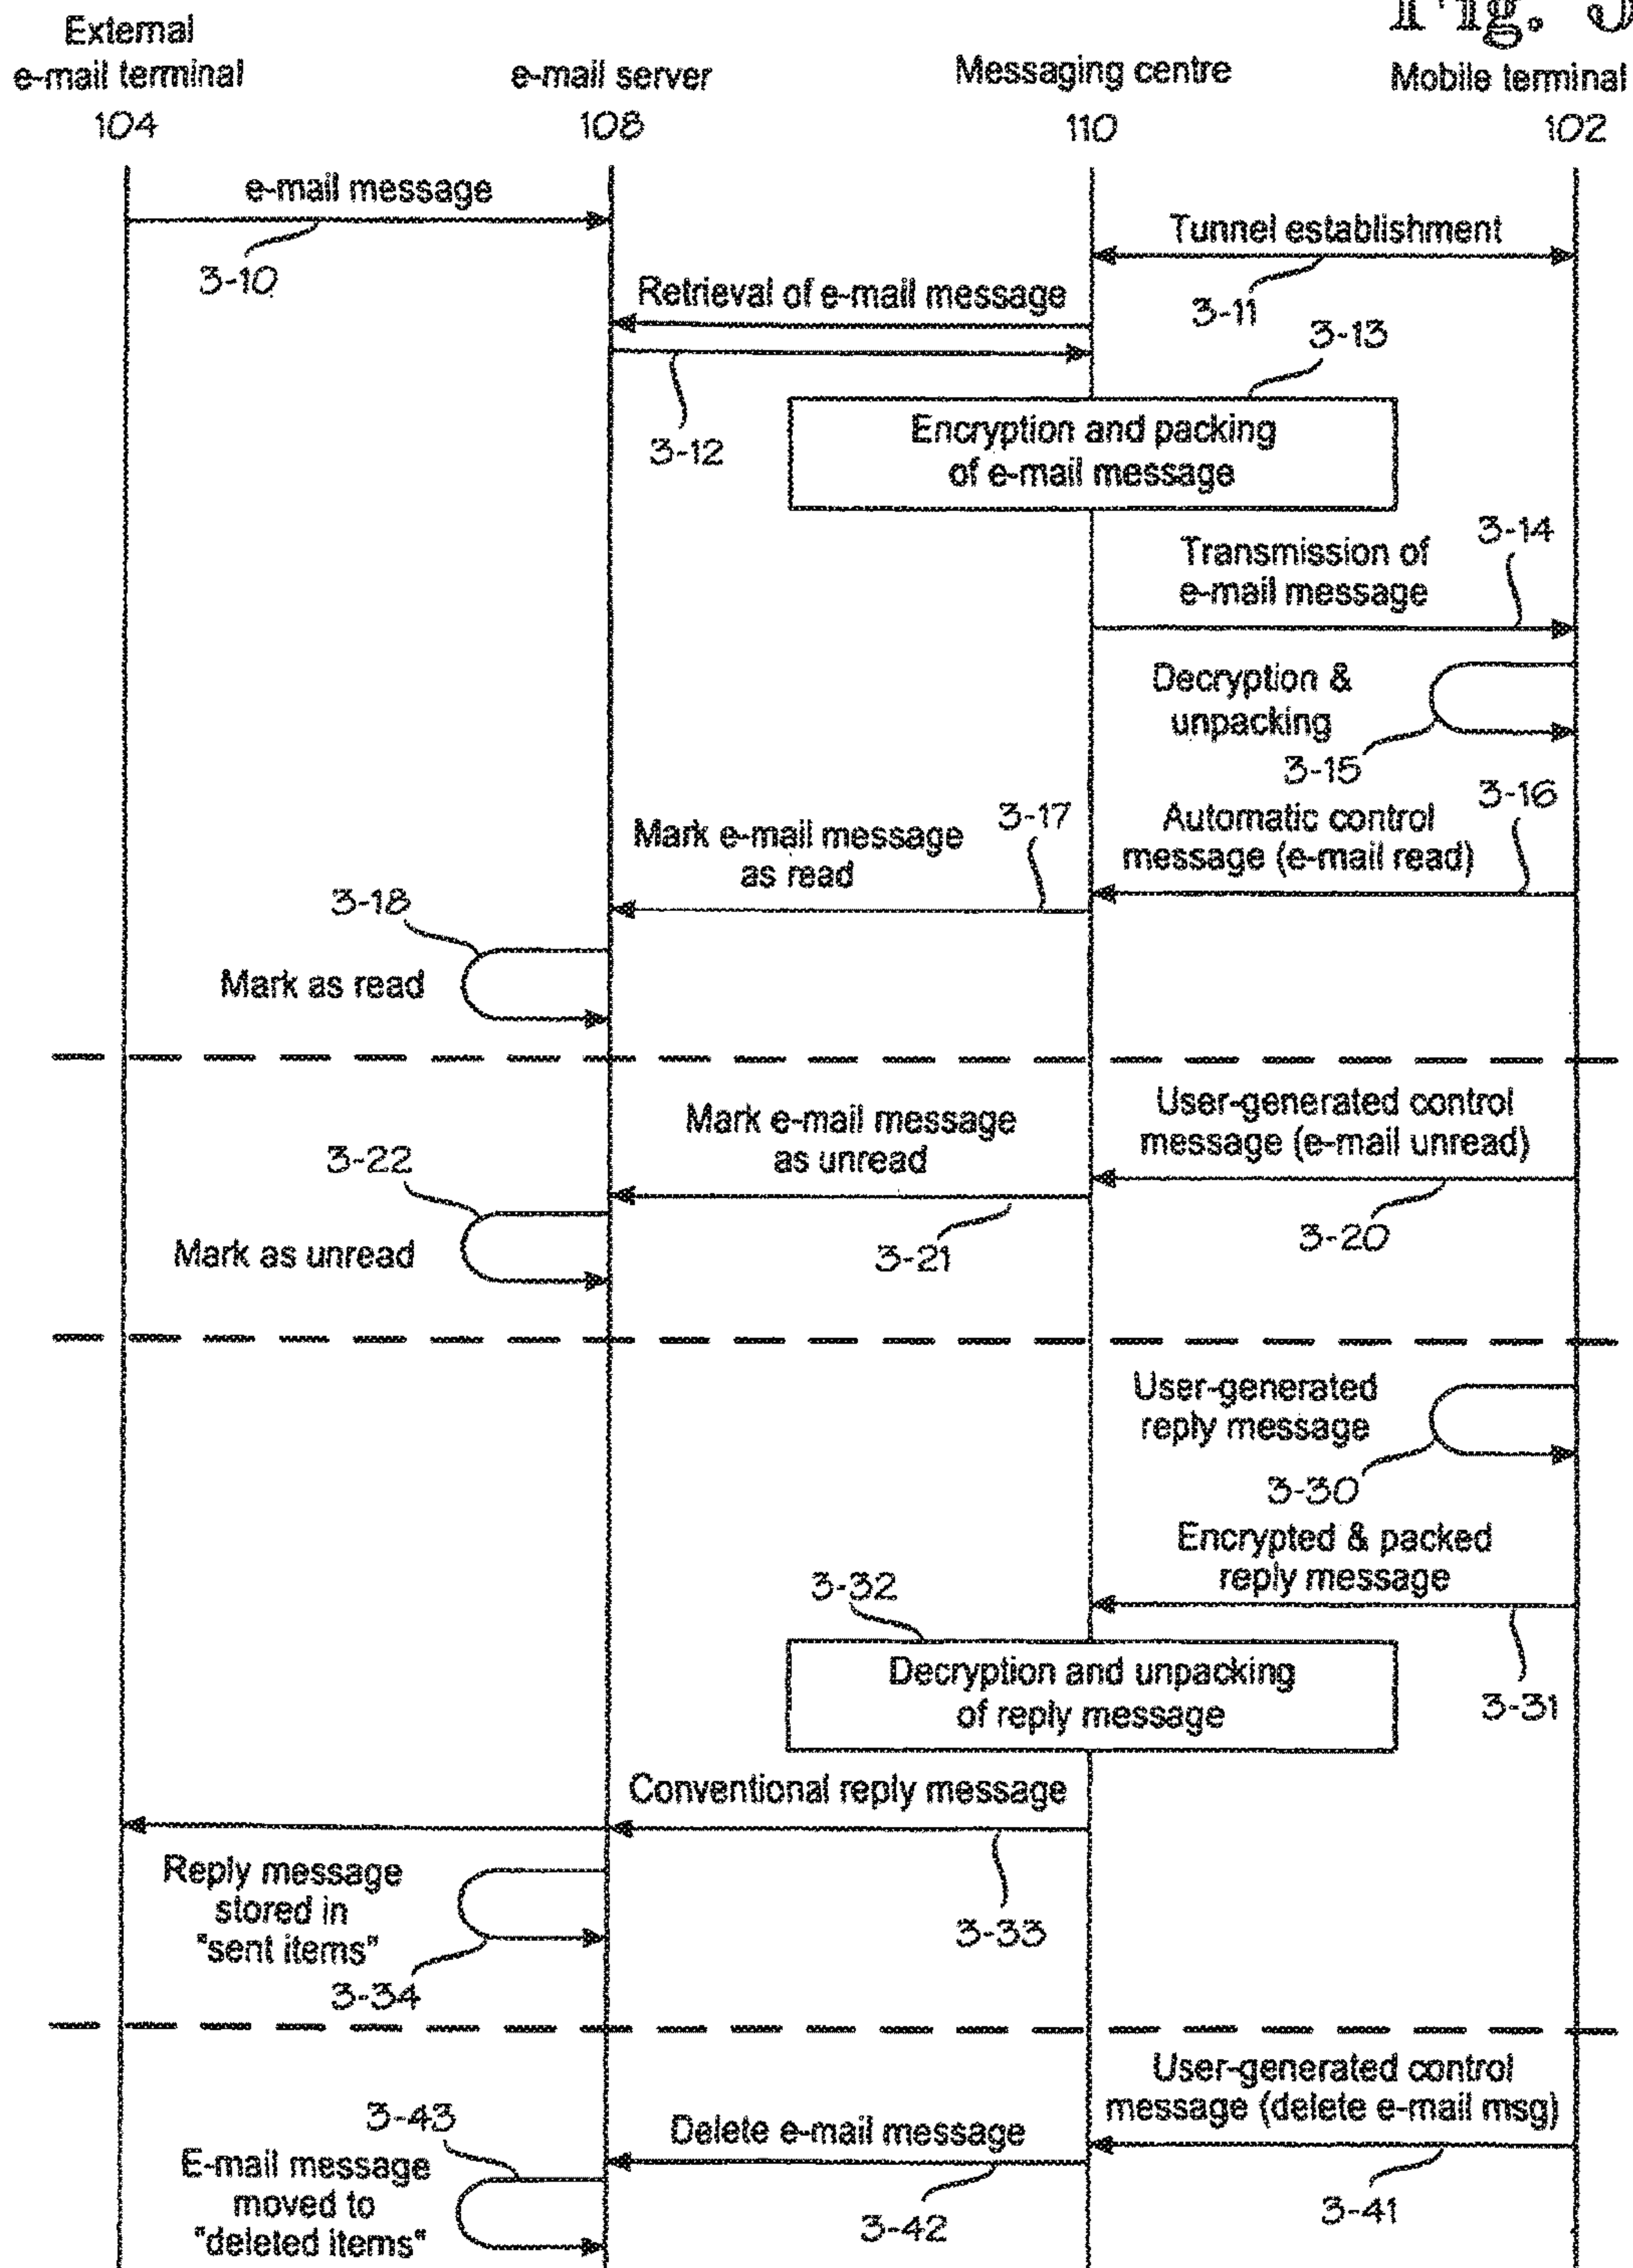 Fig. 3
External
e-mail terminal
104
e-mail server
108
Messaging centre
110
Mobile terminal
102
e-mail message
3-10
Tunnel establishment
3-11
Retrieval of e-mail message
3-12
3-13
Encryption and packing
of e-mail message
3-14
Transmission of
e-mail message
Decryption &
unpacking
3-15
3-16
Automatic control
message (e-mail read)
3-17
Mark e-mail message
as read
3-18
Mark as read
User-generated control
message (e-mail unread)
3-20
Mark e-mail message
as unread
3-21
3-22
Mark as unread
User-generated
reply message
3-30
Encrypted & packed
reply message
3-31
3-32
Decryption and unpacking
of reply message
Conventional reply message
3-33
Reply message
stored in
"sent items"
3-34
User-generated control
message (delete e-mail msg)
3-41
Delete e-mail message
3-42
3-43
E-mail message
moved to
"deleted items"